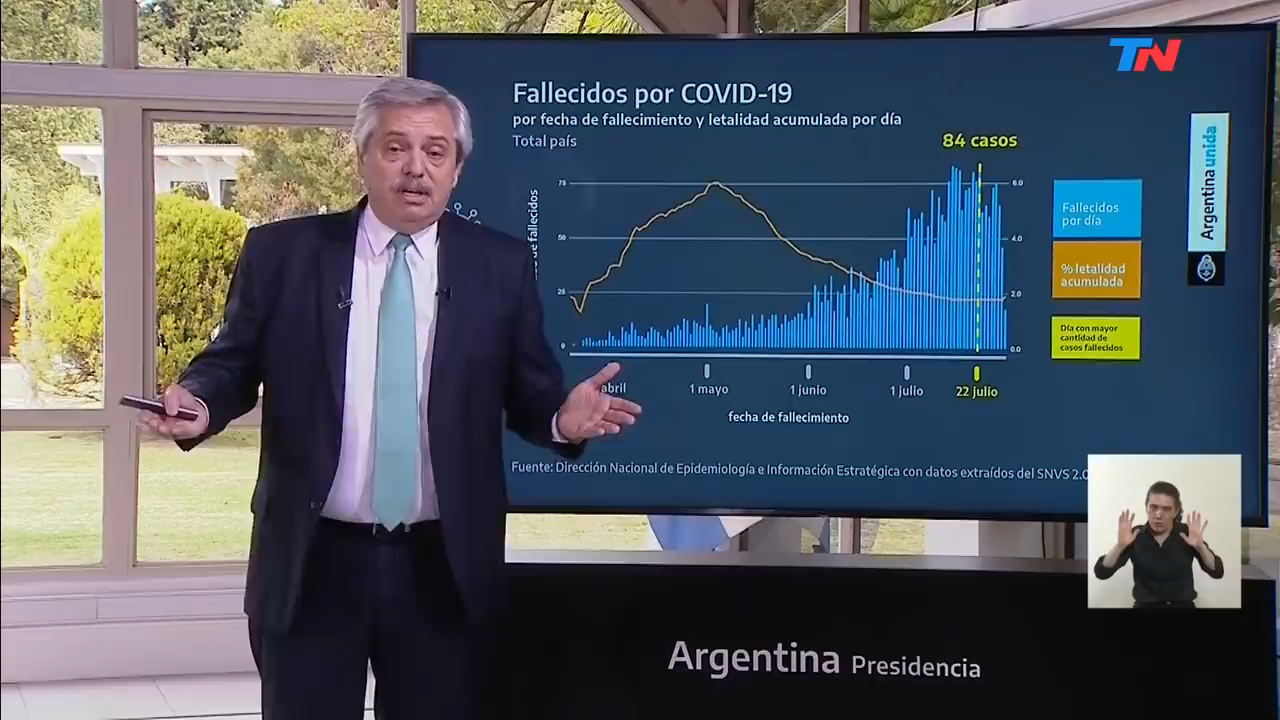 TN
Fallecidos por COVID-19
por fecha de fallecimiento y letalidad acumulada por día
Total país
84 casos
75
50
25
0
de fallecidos
6.0
4.0
2.0
0.0
abril
1 mayo
1 junio
1 julio
22 julio
fecha de fallecimiento
Fallecidos
por día
% letalidad
acumulada
Día con mayor
cantidad de
casos fallecidos
Argentina unida
Fuente: Dirección Nacional de Epidemiología e Información Estratégica con datos extraídos del SNVS 2.0
Argentina Presidencia